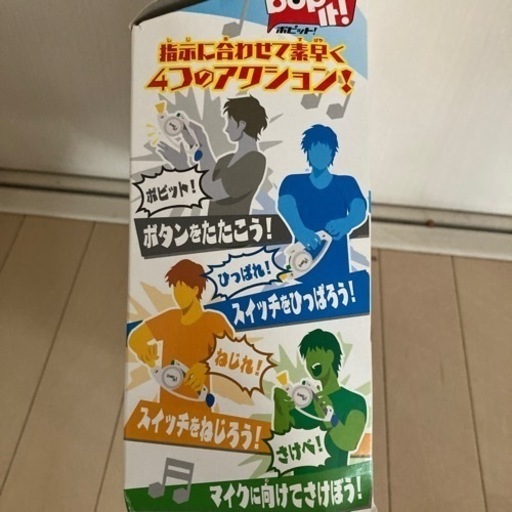 BOP It!
ボピット!
指示に合わせて素早く
4つのアクション!
ボピット!
ボタンをたたこう!
ひっぱれ!
スイッチをひっぱろう!
ねじれ!
スイッチをねじろう!
さけべ!
マイクに向けてさけぼう!